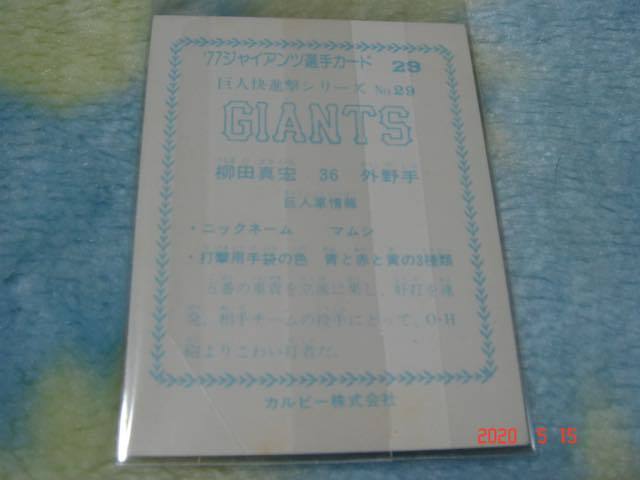 '77ジャイアンツ選手カード 29
巨人快進撃シリーズ No.29
GIANTS
柳田真宏 36 外野手
巨人軍情報
・ニックネーム マムシ
・打撃用手袋の色 青と赤と黄の3種類
五番の重責を立派に果し、好打を連
発、相手チームの投手にとって、O・H
砲よりこわい打者だ。
カルビー株式会社
2020 5 15